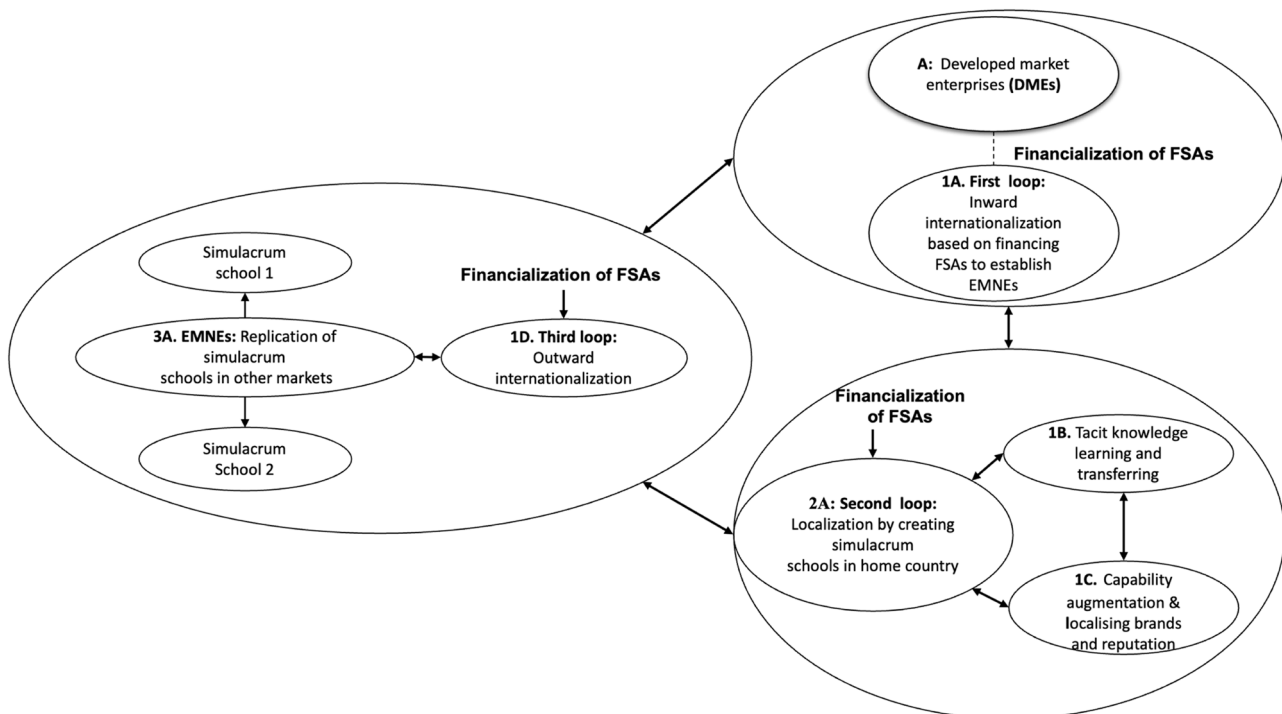 A: Developed market
enterprises (DMEs)
Financialization of FSAs
1A. First loop:
Inward
internationalization
based on financing
FSAs to establish
EMNEs
Simulacrum
school 1
Financialization of FSAs
3A. EMNEs: Replication of
simulacrum
schools in other markets
1D. Third loop:
Outward
internationalization
Simulacrum
School 2
Financialization
of FSAs
1B. Tacit knowledge
learning and
transferring
2A: Second loop:
Localization by creating
simulacrum
schools in home country
1C. Capability
augmentation &
localising brands
and reputation